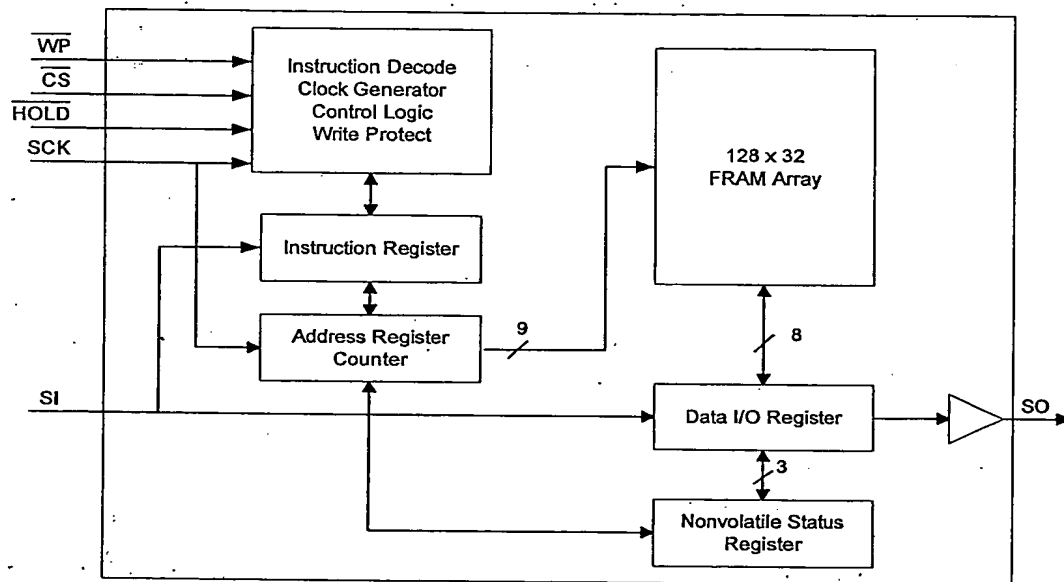 WP
CS
HOLD
SCK
Instruction Decode
Clock Generator
Control Logic
Write Protect
128 x 32
FRAM Array
Instruction Register
Address Register
Counter
9
8
SI
Data I/O Register
SO
3
Nonvolatile Status
Register